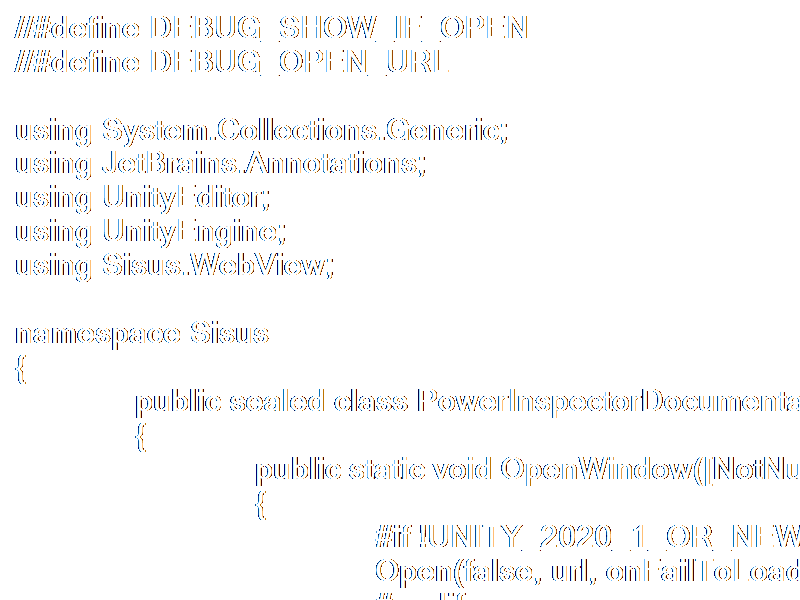 //#define DEBUG_SHOW_IF_OPEN
//#define DEBUG_OPEN_URL
using System.Collections.Generic;
using JetBrains.Annotations;
using UnityEditor;
using UnityEngine;
using Sisus.WebView;
namespace Sisus
{
public sealed class PowerInspectorDocumenta
{
public static void OpenWindow([NotNu
{
#if !UNITY_2020_1_OR_NEW
Open(false, url, onFailToLoad